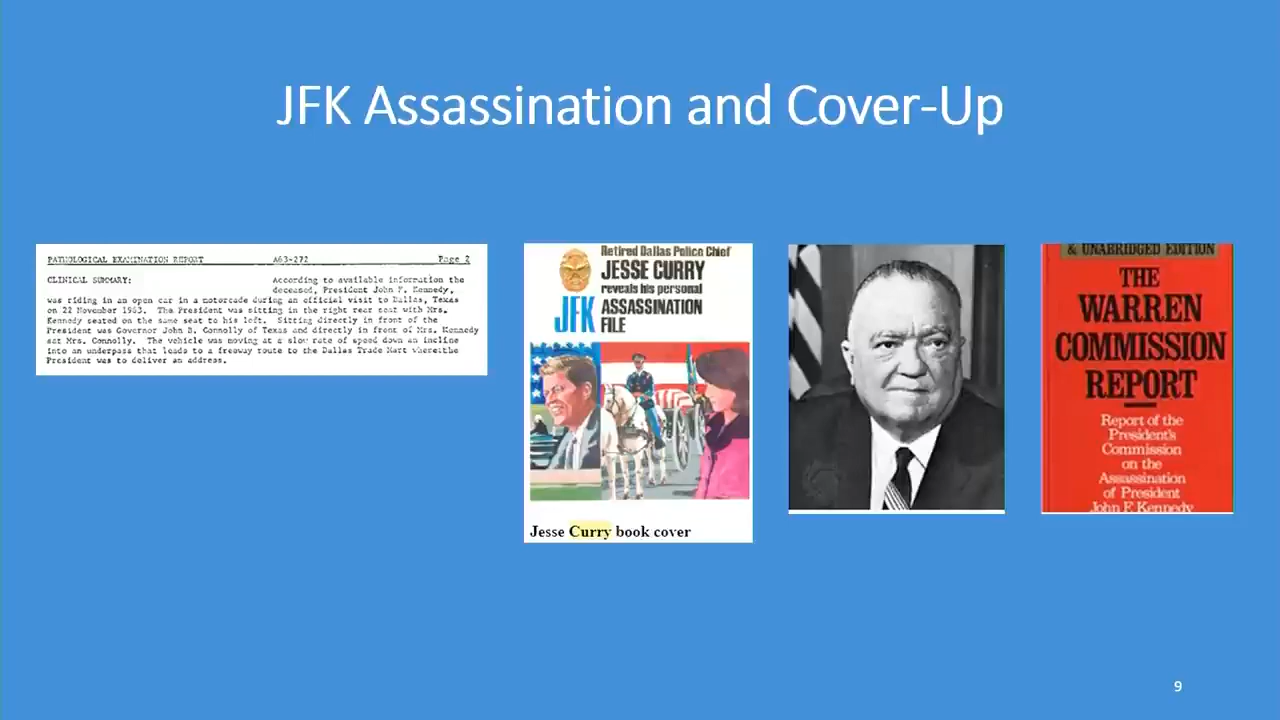 JFK Assassination and Cover-Up
PATHOLOGICAL EXAMINATION REPORT A63-272 Page 2
CLINICAL SUMMARY: According to available information the
deceased, President John F. Kennedy,
was riding in an open car in a motorcade during an official visit to Dallas, Texas
on 22 November 1963. The President was sitting in the right rear seat with Mrs.
Kennedy seated on the same seat to his left. Sitting directly in front of the
President was Governor John B. Connolly of Texas and directly in front of Mrs. Kennedy
sat Mrs. Connolly. The vehicle was moving at a slow rate of speed down an incline
into an underpass that leads to a freeway route to the Dallas Trade Mart where the
President was to deliver an address.
Retired Dallas Police Chief
JESSE CURRY
reveals his personal
JFK ASSASSINATION
FILE
Jesse Curry book cover
& UNABRIDGED EDITION
THE
WARREN
COMMISSION
REPORT
Report of the
President's
Commission
on the
Assassination
of President
John F. Kennedy
9